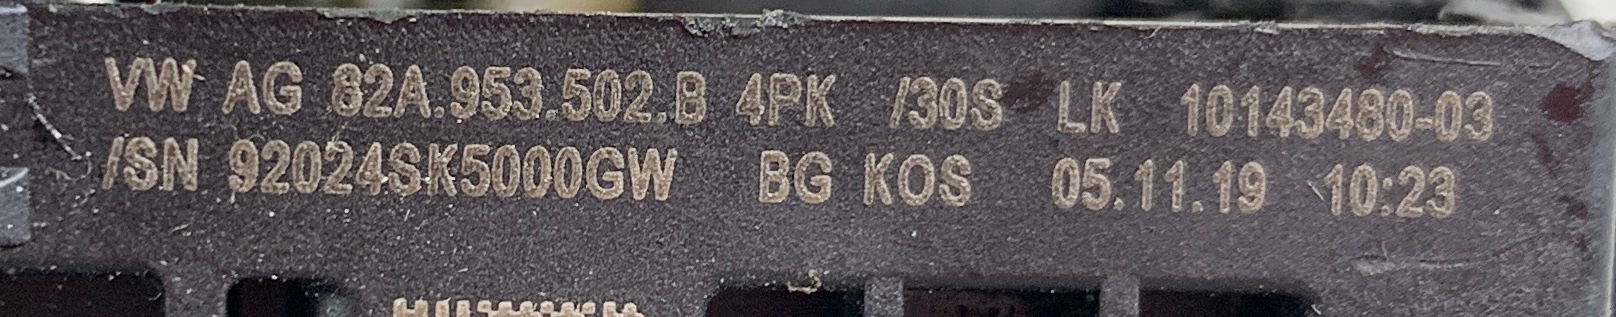 VW AG 82A.953.502.B 4PK /30S LK 10143480-03
/SN 92024SK5000GW BG KOS 05.11.19 10:23